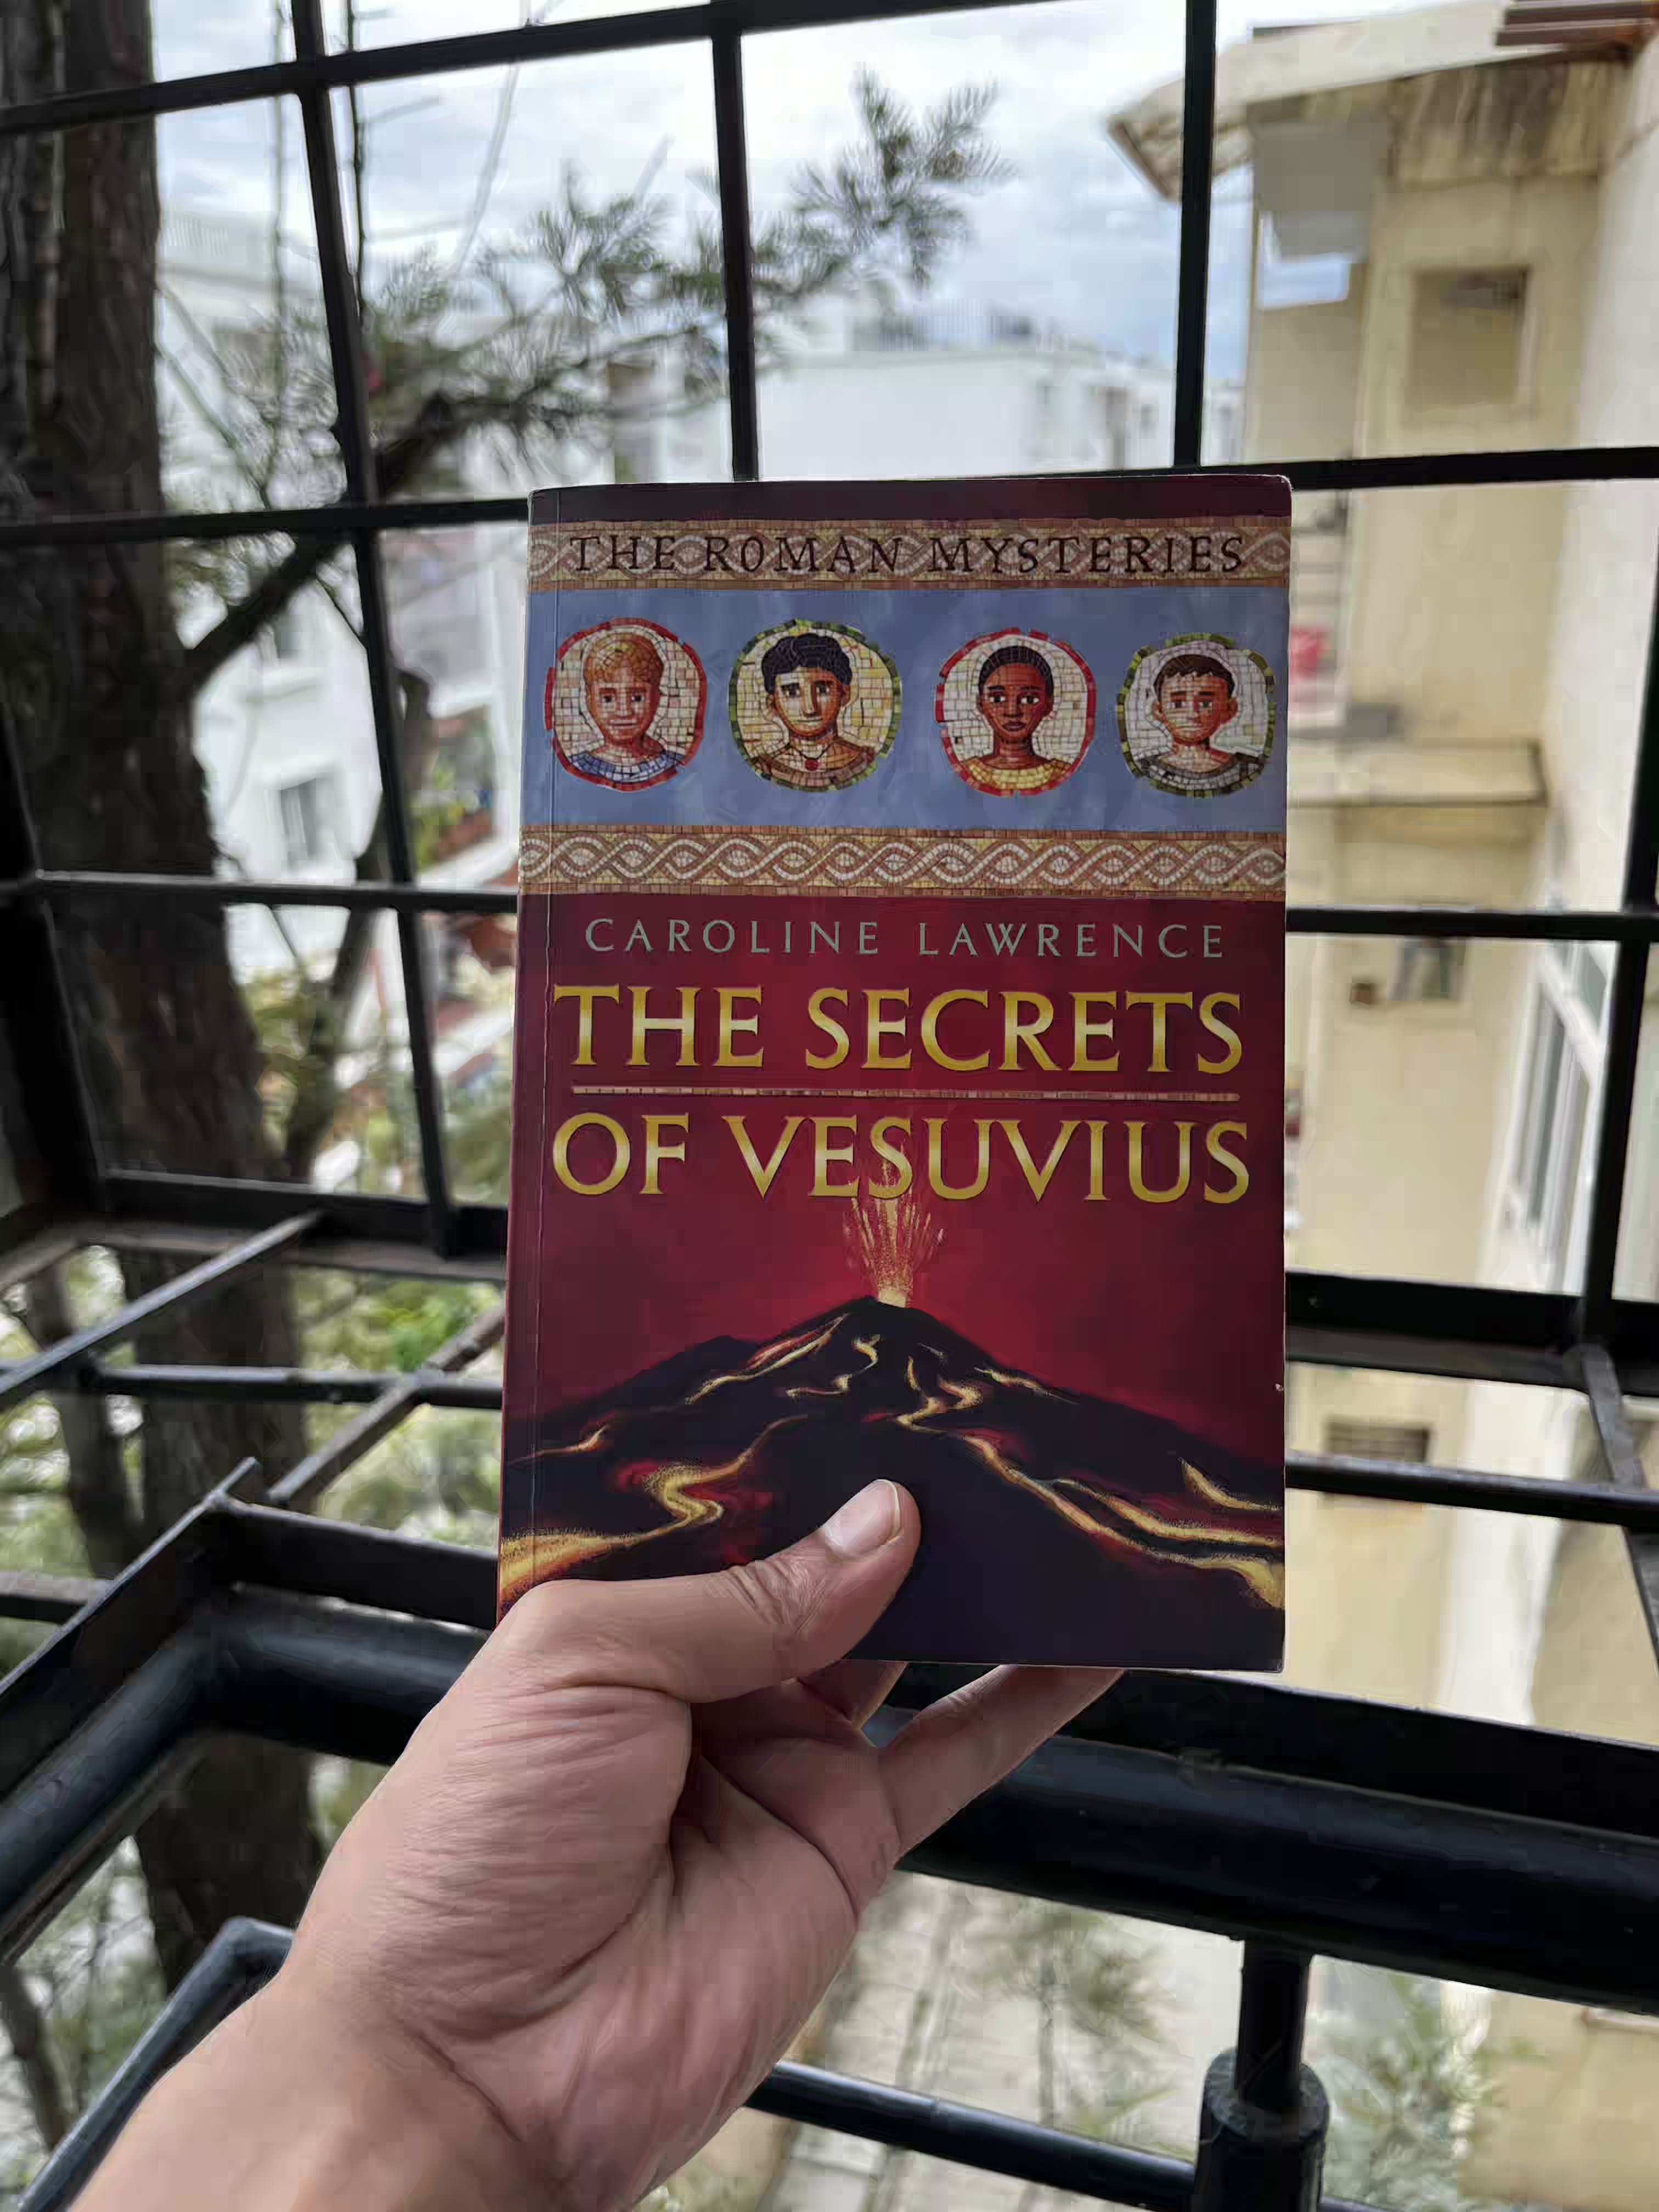 THE ROMAN MYSTERIES
CAROLINE LAWRENCE
THE SECRETS
OF VESUVIUS